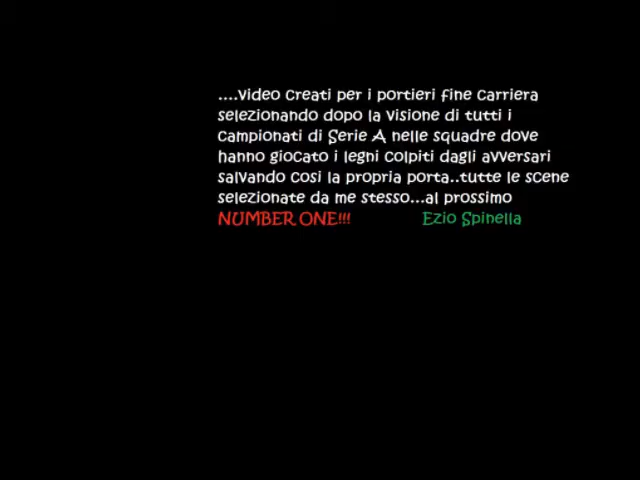 ....video creati per i portieri fine carriera
selezionando dopo la visione di tutti i
campionati di Serie A nelle squadre dove
hanno giocato i legni colpiti dagli avversari
salvando cosi la propria porta..tutte le scene
selezionate da me stesso...al prossimo
NUMBER ONE!!! Ezio Spinella